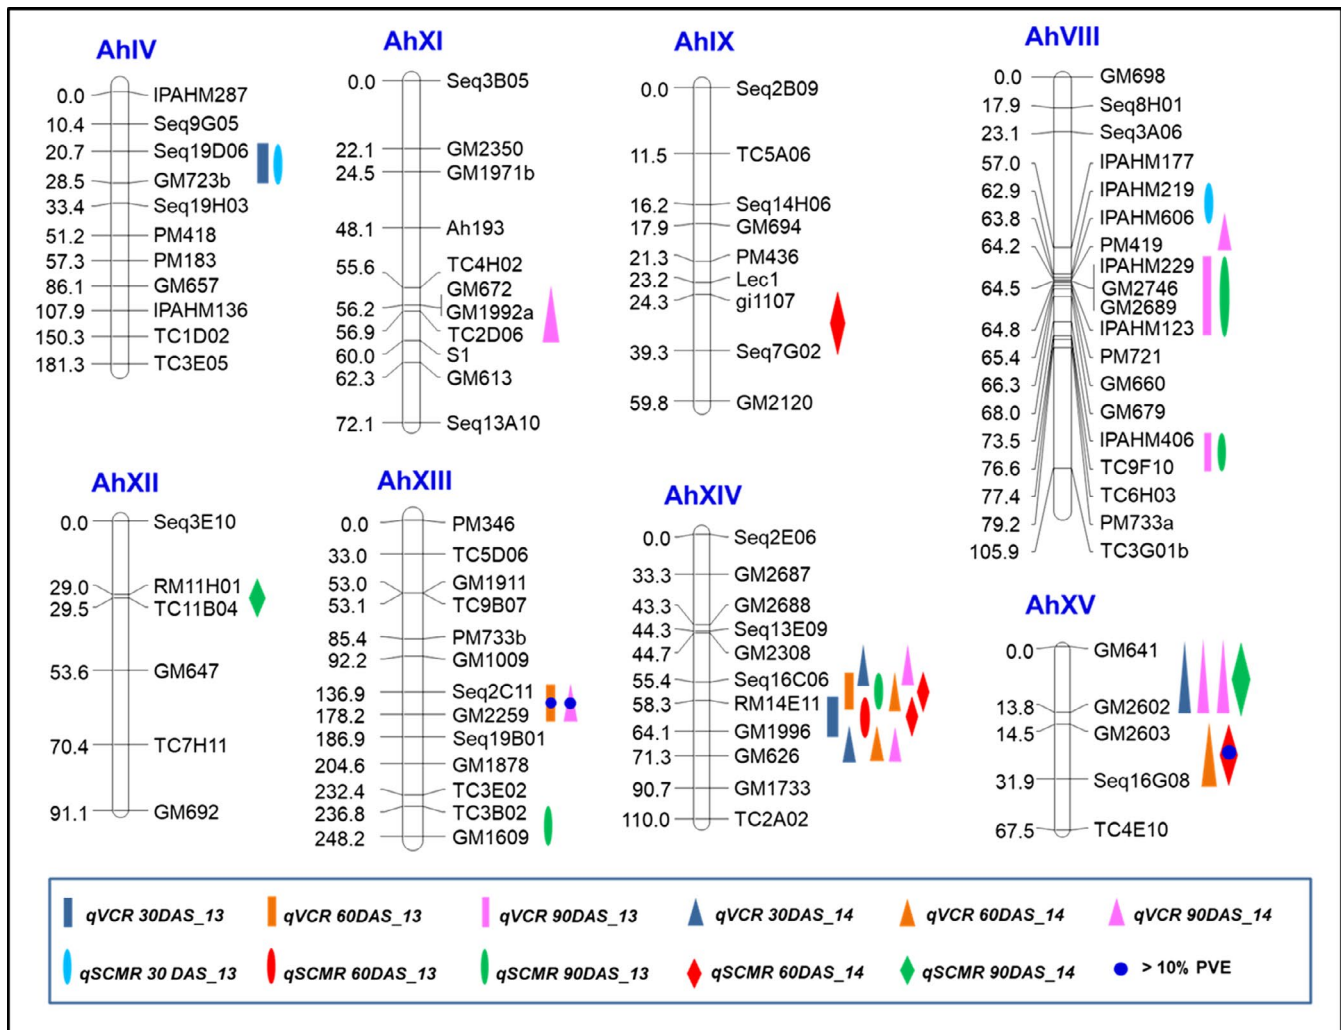 AhIV
0.0 IPAHM287
10.4 Seq9G05
20.7 Seq19D06
28.5 GM723b
33.4 Seq19H03
51.2 PM418
57.3 PM183
86.1 GM657
107.9 IPAHM136
150.3 TC1D02
181.3 TC3E05
AhXI
0.0 Seq3B05
22.1 GM2350
24.5 GM1971b
48.1 Ah193
55.6 TC4H02
GM672
56.2 GM1992a
56.9 TC2D06
60.0 S1
62.3 GM613
72.1 Seq13A10
AhIX
0.0 Seq2B09
11.5 TC5A06
16.2 Seq14H06
17.9 GM694
21.3 PM436
23.2 Lec1
24.3 gi1107
39.3 Seq7G02
59.8 GM2120
AhVIII
0.0 GM698
17.9 Seq8H01
23.1 Seq3A06
57.0 IPAHM177
62.9 IPAHM219
63.8 IPAHM606
64.2 PM419
IPAHM229
64.5 GM2746
GM2689
64.8 IPAHM123
65.4 PM721
66.3 GM660
68.0 GM679
73.5 IPAHM406
76.6 TC9F10
77.4 TC6H03
79.2 PM733a
105.9 TC3G01b
AhXII
0.0 Seq3E10
29.0 RM11H01
29.5 TC11B04
53.6 GM647
70.4 TC7H11
91.1 GM692
AhXIII
0.0 PM346
33.0 TC5D06
53.0 GM1911
53.1 TC9B07
85.4 PM733b
92.2 GM1009
136.9 Seq2C11
178.2 GM2259
186.9 Seq19B01
204.6 GM1878
232.4 TC3E02
236.8 TC3B02
248.2 GM1609
AhXIV
0.0 Seq2E06
33.3 GM2687
43.3 GM2688
44.3 Seq13E09
44.7 GM2308
55.4 Seq16C06
58.3 RM14E11
64.1 GM1996
71.3 GM626
90.7 GM1733
110.0 TC2A02
AhXV
0.0 GM641
13.8 GM2602
14.5 GM2603
31.9 Seq16G08
67.5 TC4E10
qVCR 30DAS_13 qVCR 60DAS_13 qVCR 90DAS_13 qVCR 30DAS_14 qVCR 60DAS_14 qVCR 90DAS_14
qSCMR 30 DAS_13 qSCMR 60DAS_13 qSCMR 90DAS_13 qSCMR 60DAS_14 qSCMR 90DAS_14 > 10% PVE